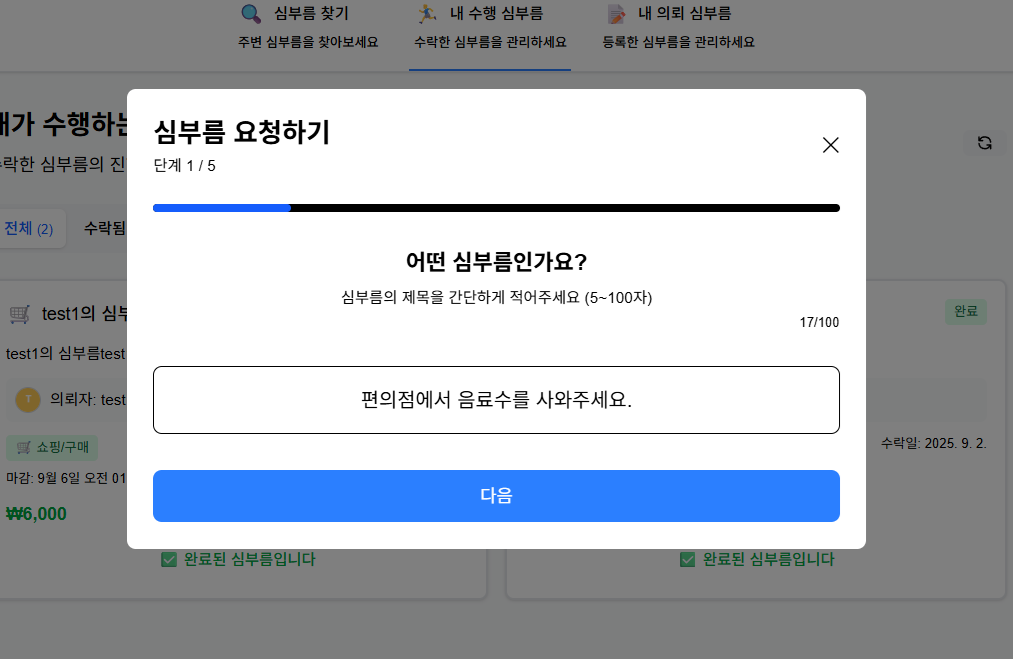 심부름 찾기
주변 심부름을 찾아보세요
내 수행 심부름
수락한 심부름을 관리하세요
내 의뢰 심부름
등록한 심부름을 관리하세요
수행하는
심부름의 진
전체 (2)
수락됨
심부름 요청하기
단계 1 / 5
어떤 심부름인가요?
심부름의 제목을 간단하게 적어주세요 (5~100자)
17/100
편의점에서 음료수를 사와주세요.
다음
test1의 심부
test1의 심부름test
T
의뢰자: test
쇼핑/구매
마감: 9월 6일 오전 01
₩6,000
완료된 심부름입니다
완료
수락일: 2025. 9. 2.
완료된 심부름입니다